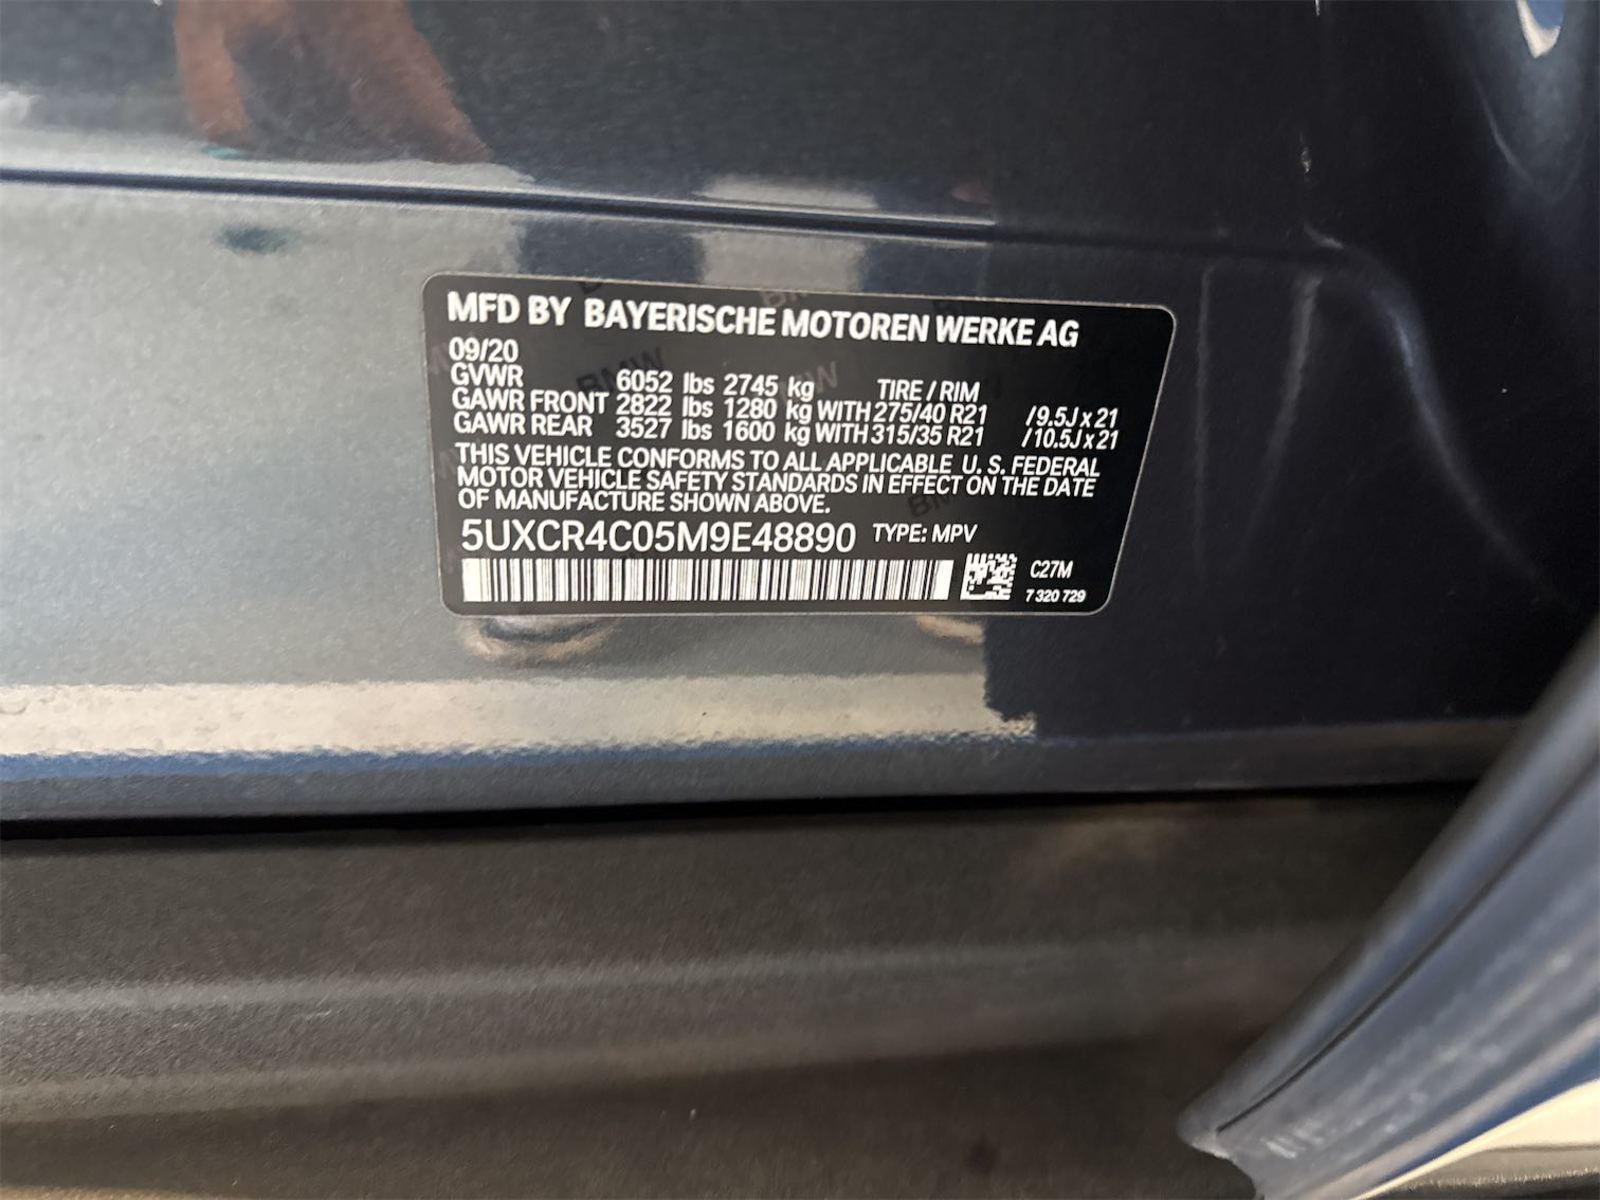 MFD BY BAYERISCHE MOTOREN WERKE AG
09/20
GVWR 6052 lbs 2745 kg TIRE / RIM
GAWR FRONT 2822 lbs 1280 kg WITH 275/40 R21 /9.5J x 21
GAWR REAR 3527 lbs 1600 kg WITH 315/35 R21 /10.5J x 21
THIS VEHICLE CONFORMS TO ALL APPLICABLE U. S. FEDERAL
MOTOR VEHICLE SAFETY STANDARDS IN EFFECT ON THE DATE
OF MANUFACTURE SHOWN ABOVE.
5UXCR4C05M9E48890 TYPE: MPV
C27M
7 320 729